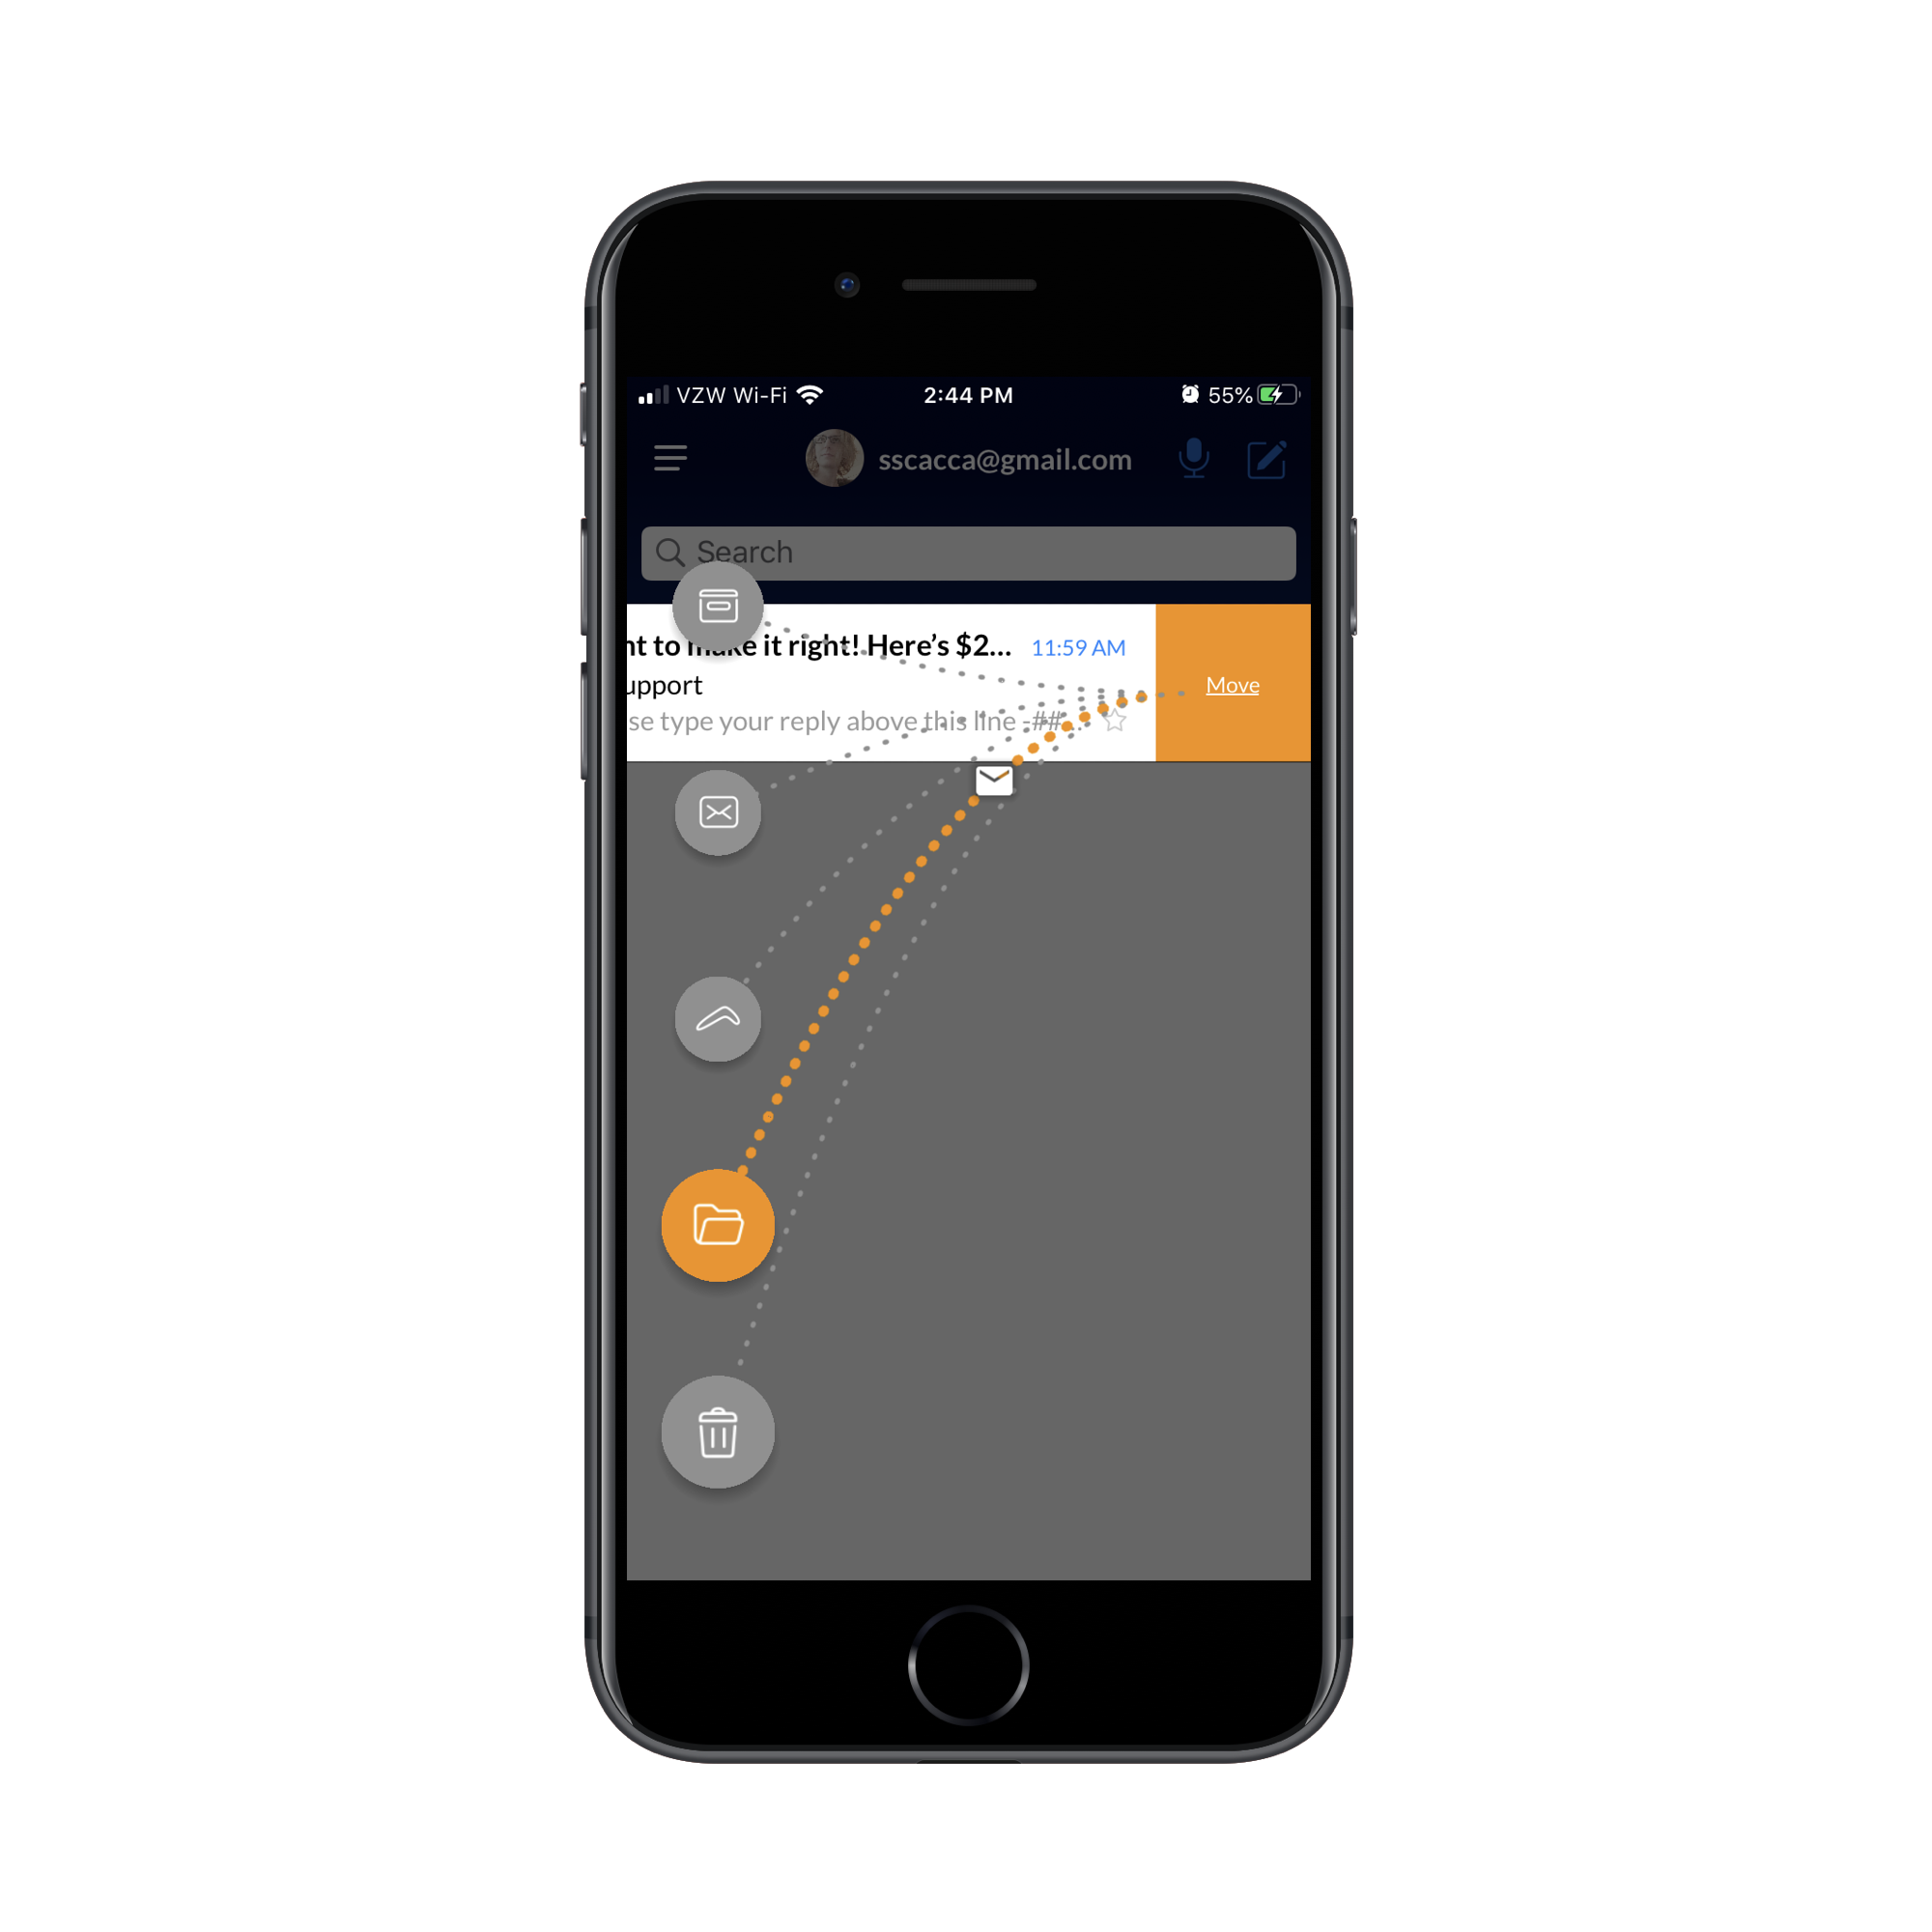 VZW Wi-Fi 2:44 PM 55%
sscacca@gmail.com
Search
nt to make it right! Here’s $2... 11:59 AM
upport
Move
se type your reply above this line -##...